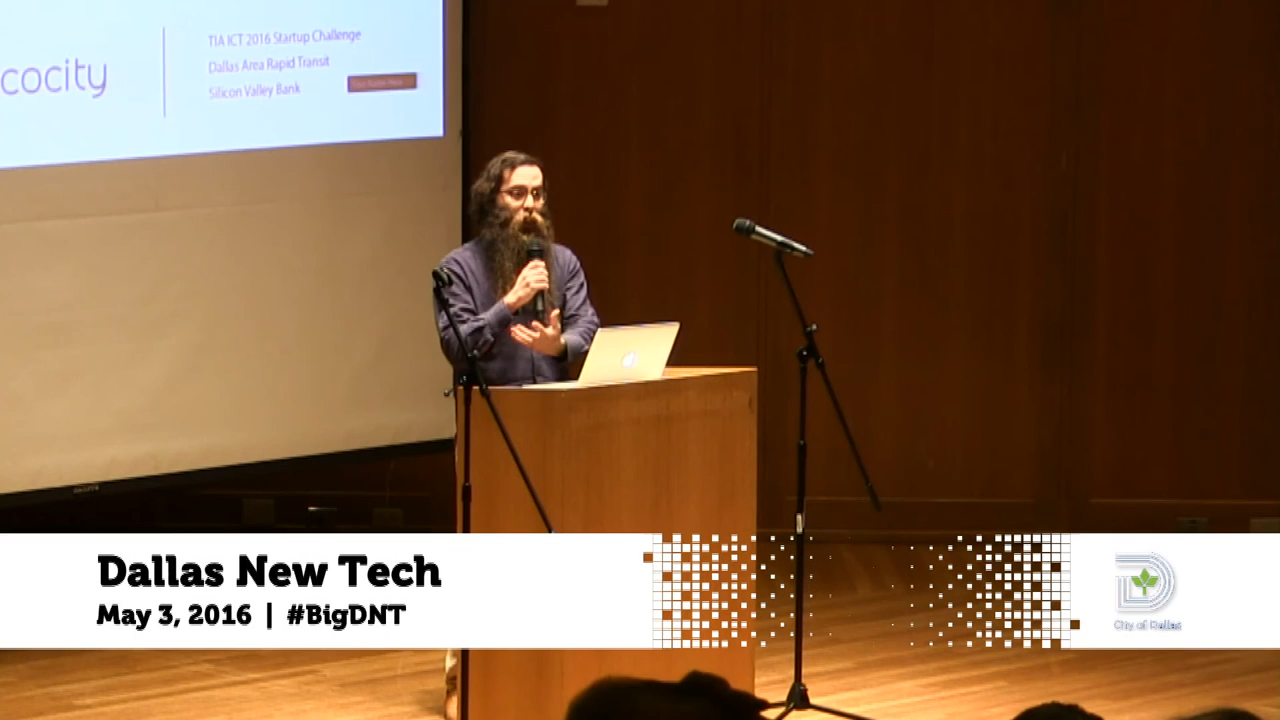 cocity
TIA ICT 2016 Startup Challenge
Dallas Area Rapid Transit
Silicon Valley Bank
Dallas New Tech
May 3, 2016 | #BigDNT
City of Dallas